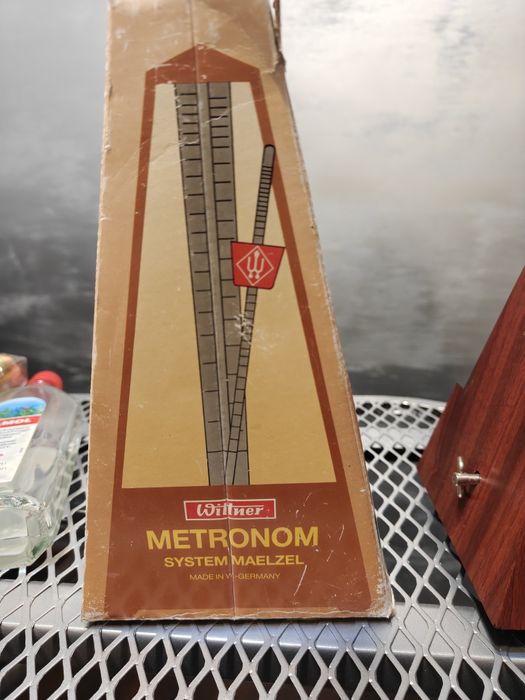 Wittner
METRONOM
SYSTEM MAELZEL
MADE IN W-GERMANY